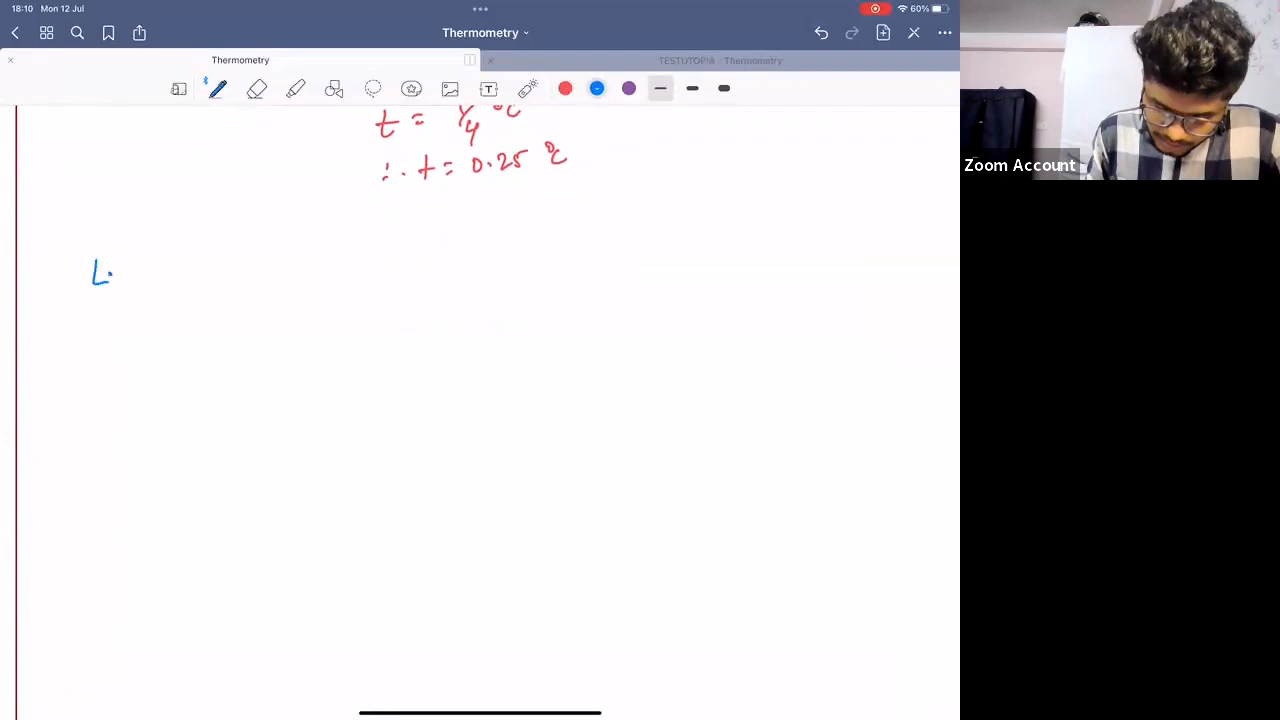 18:10 Mon 12 Jul
60%
Thermometry
Thermometry
TESTUTOPIA - Thermometry
T
t = 1/4 °C
∴ t = 0.25 °C
L
Zoom Account